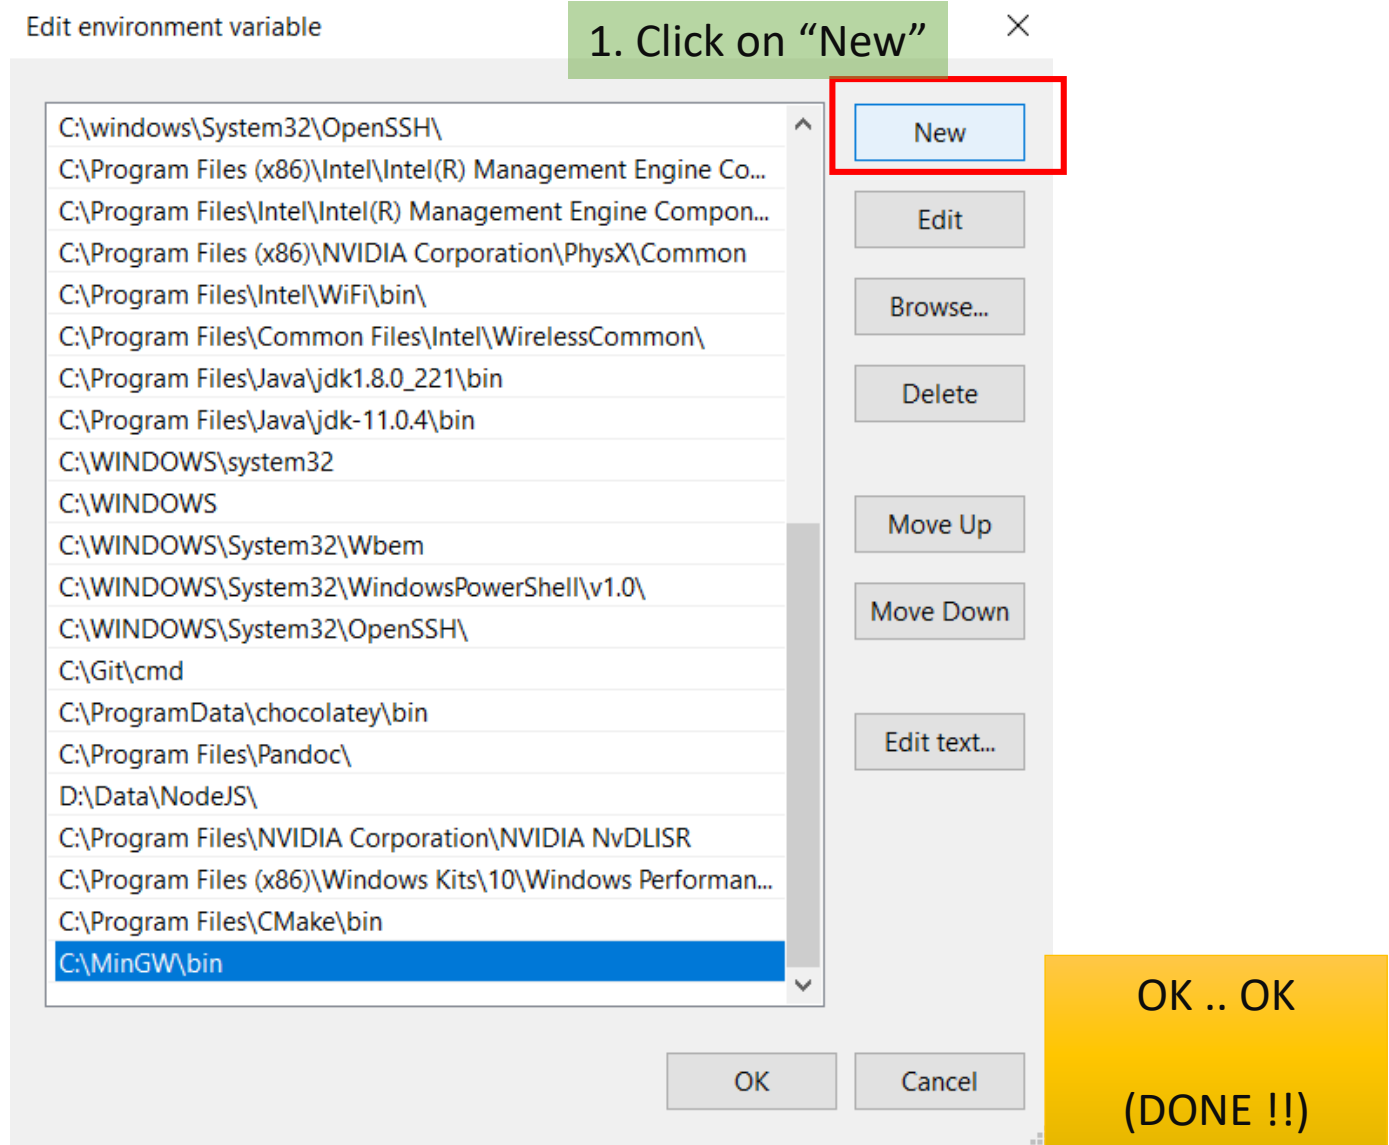 Edit environment variable
1. Click on “New”
C:\windows\System32\OpenSSH\
C:\Program Files (x86)\Intel\Intel(R) Management Engine Co...
C:\Program Files\Intel\Intel(R) Management Engine Compon...
C:\Program Files (x86)\NVIDIA Corporation\PhysX\Common
C:\Program Files\Intel\WiFi\bin\
C:\Program Files\Common Files\Intel\WirelessCommon\
C:\Program Files\Java\jdk1.8.0_221\bin
C:\Program Files\Java\jdk-11.0.4\bin
C:\WINDOWS\system32
C:\WINDOWS
C:\WINDOWS\System32\Wbem
C:\WINDOWS\System32\WindowsPowerShell\v1.0\
C:\WINDOWS\System32\OpenSSH\
C:\Git\cmd
C:\ProgramData\chocolatey\bin
C:\Program Files\Pandoc\
D:\Data\NodeJS\
C:\Program Files\NVIDIA Corporation\NVIDIA NvDLISR
C:\Program Files (x86)\Windows Kits\10\Windows Performan...
C:\Program Files\CMake\bin
C:\MinGW\bin
New
Edit
Browse...
Delete
Move Up
Move Down
Edit text...
OK
Cancel
OK .. OK
(DONE !!)